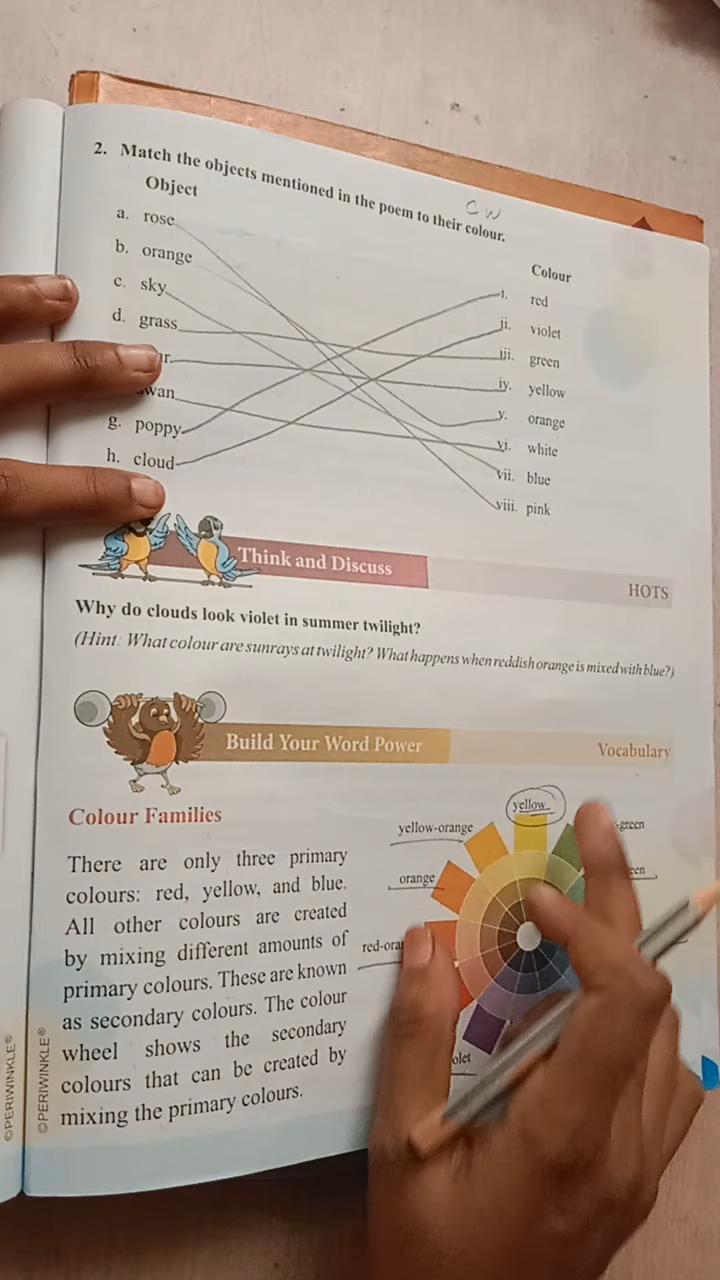 2. Match the objects mentioned in the poem to their colour.
CW
Object
Colour
a. rose
b. orange
c. sky
d. grass
g. poppy
h. cloud
i. red
ii. violet
iii. green
iv. yellow
v. orange
vi. white
vii. blue
viii. pink
Think and Discuss
HOTS
Why do clouds look violet in summer twilight?
(Hint: What colour are sunrays at twilight? What happens when reddish orange is mixed with blue?)
Build Your Word Power
Vocabulary
Colour Families
There are only three primary
colours: red, yellow, and blue.
All other colours are created
by mixing different amounts of
primary colours. These are known
as secondary colours. The colour
wheel shows the secondary
colours that can be created by
mixing the primary colours.
yellow
yellow-orange
-green
orange
©PERIWINKLE®
©PERIWINKLE®